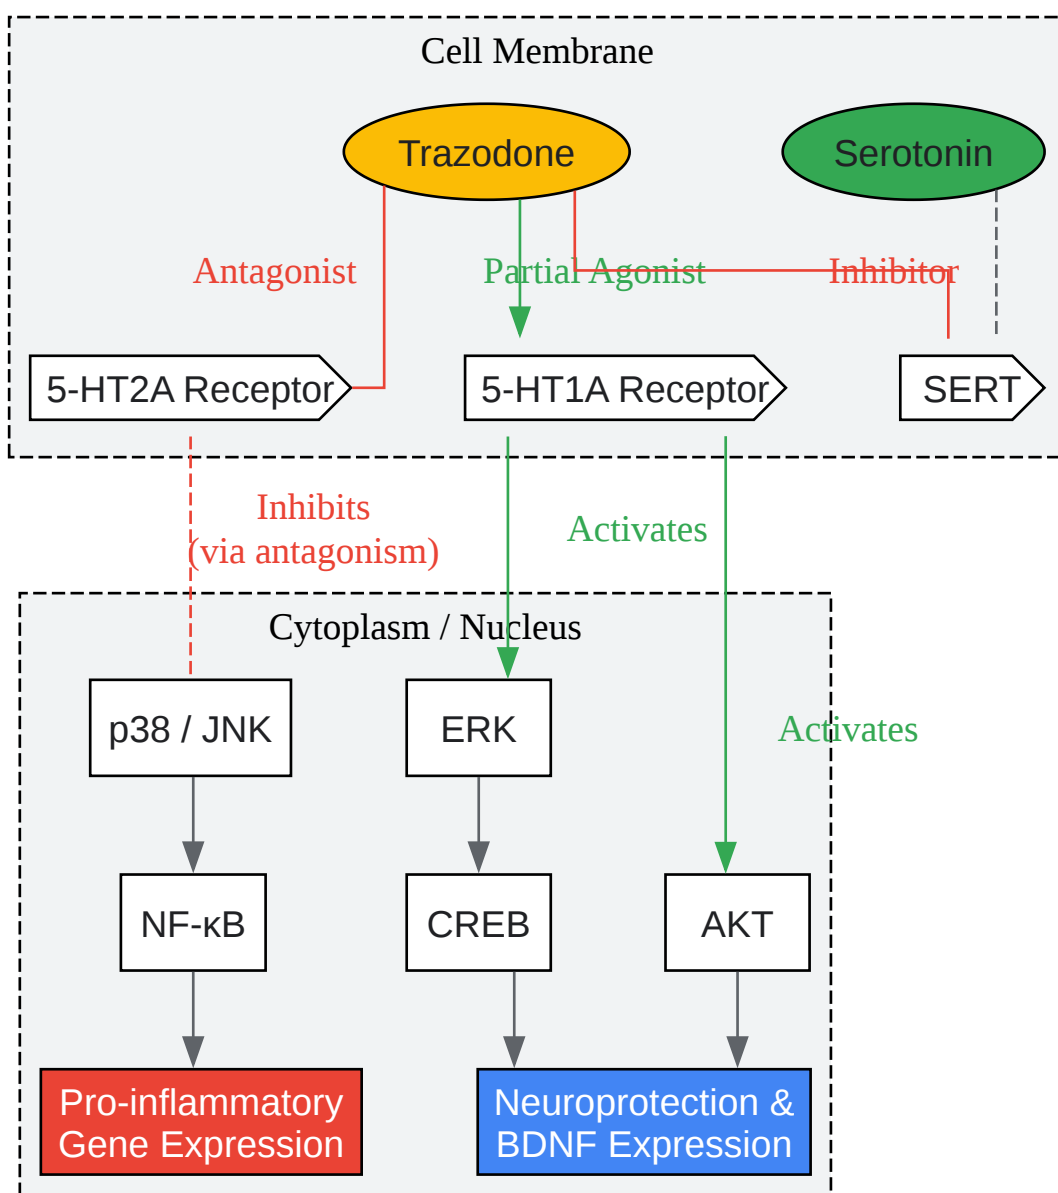 Cell Membrane
Trazodone
Serotonin
Antagonist
Partial Agonist
Inhibitor
5-HT2A Receptor
5-HT1A Receptor
SERT
Inhibits
(via antagonism)
Activates
Cytoplasm / Nucleus
p38 / JNK
ERK
Activates
NF-κB
CREB
AKT
Pro-inflammatory
Gene Expression
Neuroprotection &
BDNF Expression